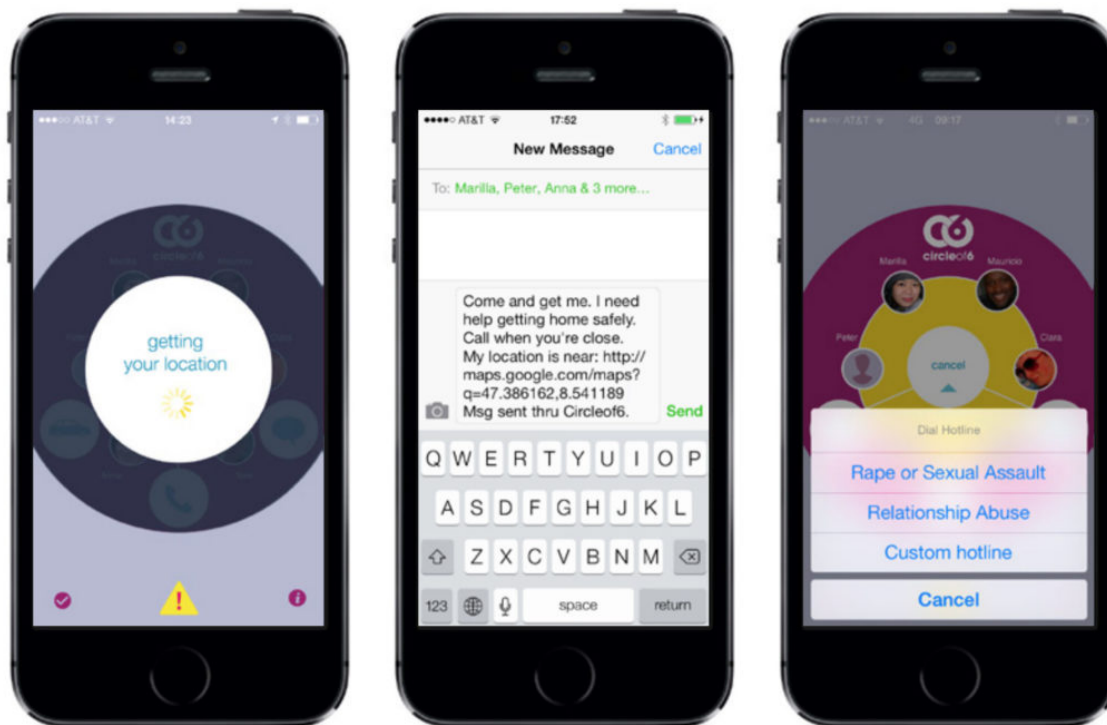 AT&T 14:23
getting
your location
AT&T 17:52
New Message Cancel
To: Marilla, Peter, Anna & 3 more...
Come and get me. I need
help getting home safely.
Call when you're close.
My location is near: http://
maps.google.com/maps?
q=47.386162,8.541189
Msg sent thru Circleof6.
Send
Q W E R T Y U I O P
A S D F G H J K L
Z X C V B N M
123 space return
AT&T 4G 09:17
circleof6
Marilla Mauricio
Peter Clara
cancel
Dial Hotline
Rape or Sexual Assault
Relationship Abuse
Custom hotline
Cancel